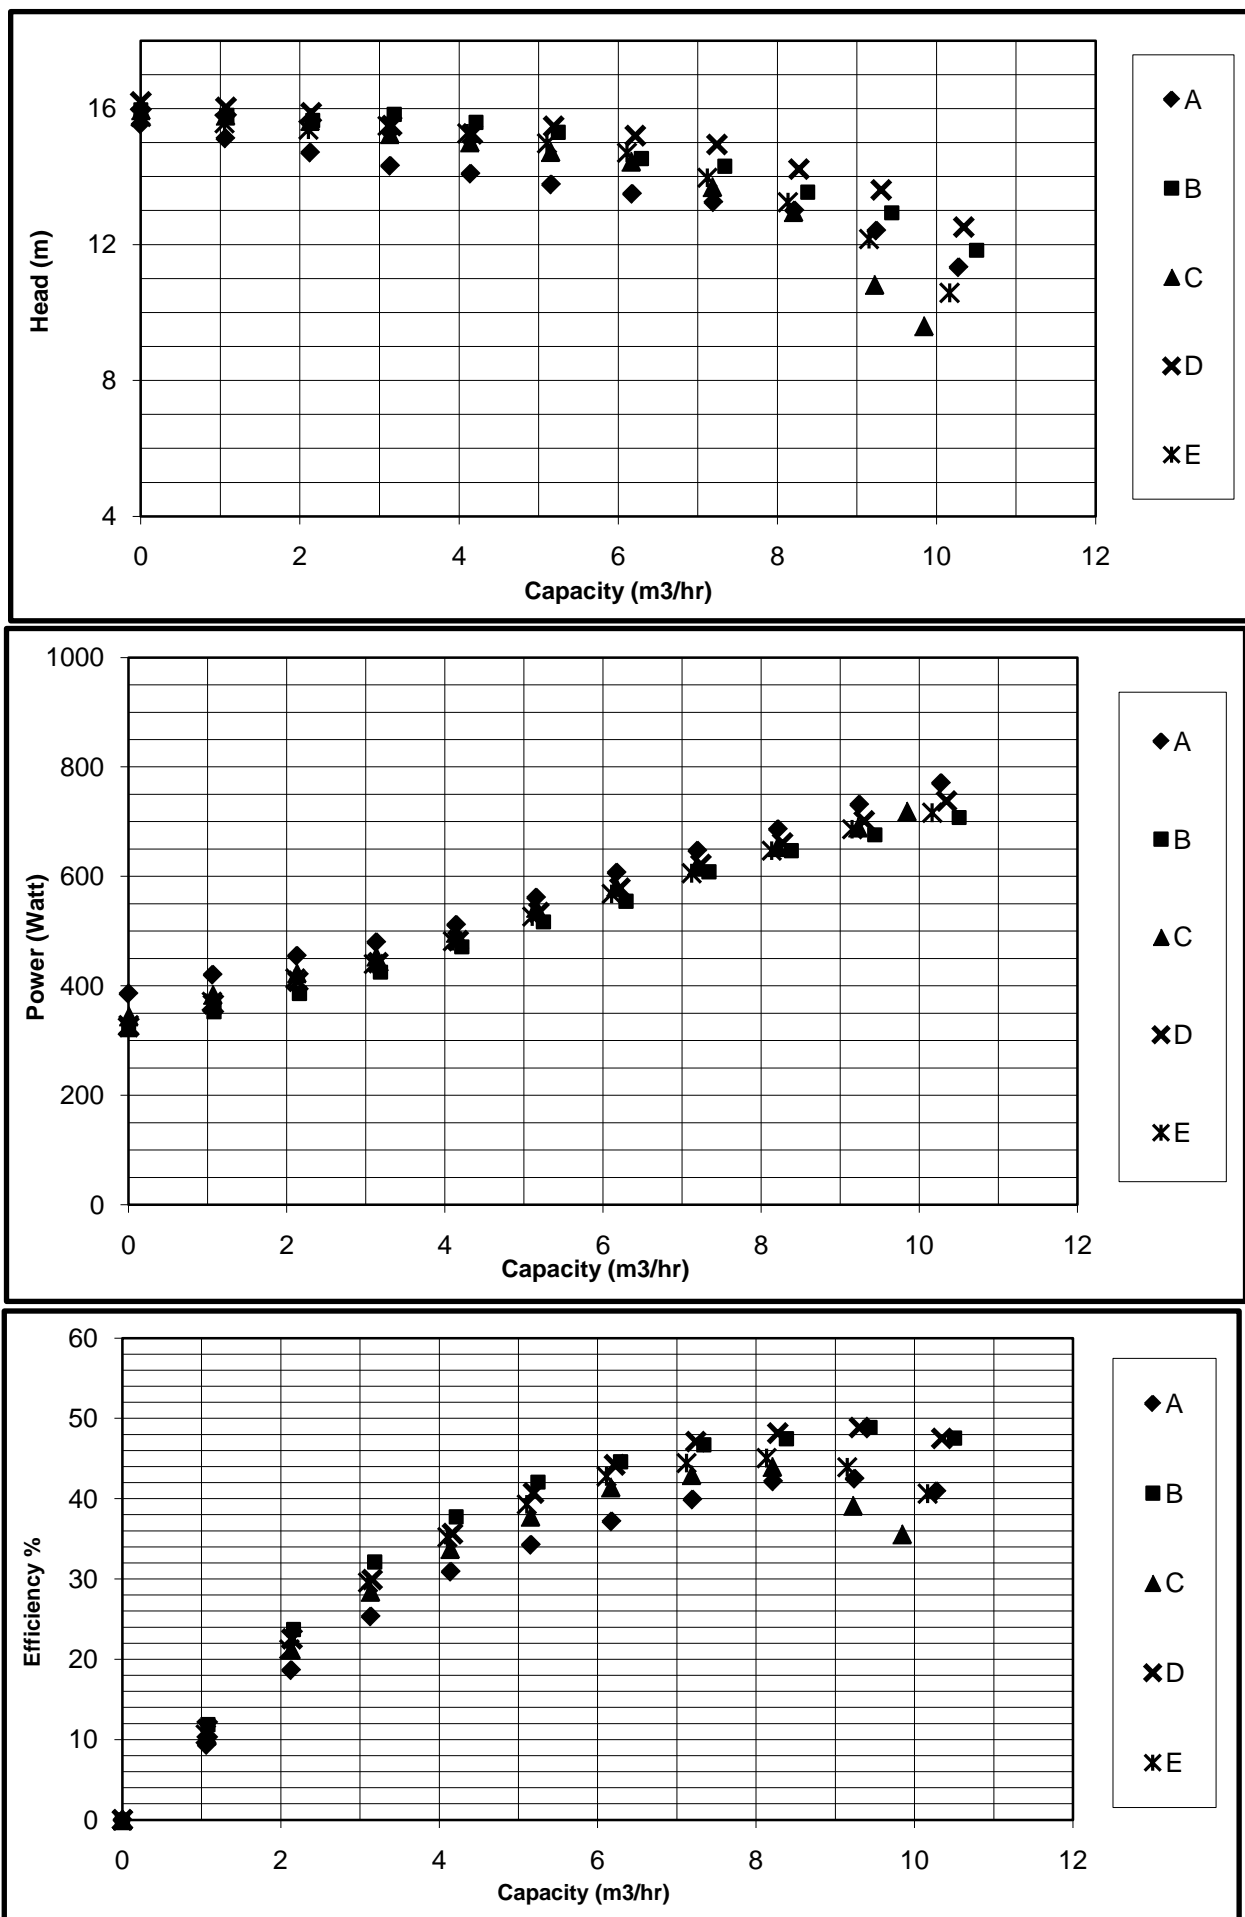 16
12
8
4
Head (m)
0 2 4 6 8 10 12
Capacity (m3/hr)
A
B
C
D
E
1000
800
600
400
200
0
Power (Watt)
0 2 4 6 8 10 12
Capacity (m3/hr)
A
B
C
D
E
60
50
40
30
20
10
0
Efficiency %
0 2 4 6 8 10 12
Capacity (m3/hr)
A
B
C
D
E